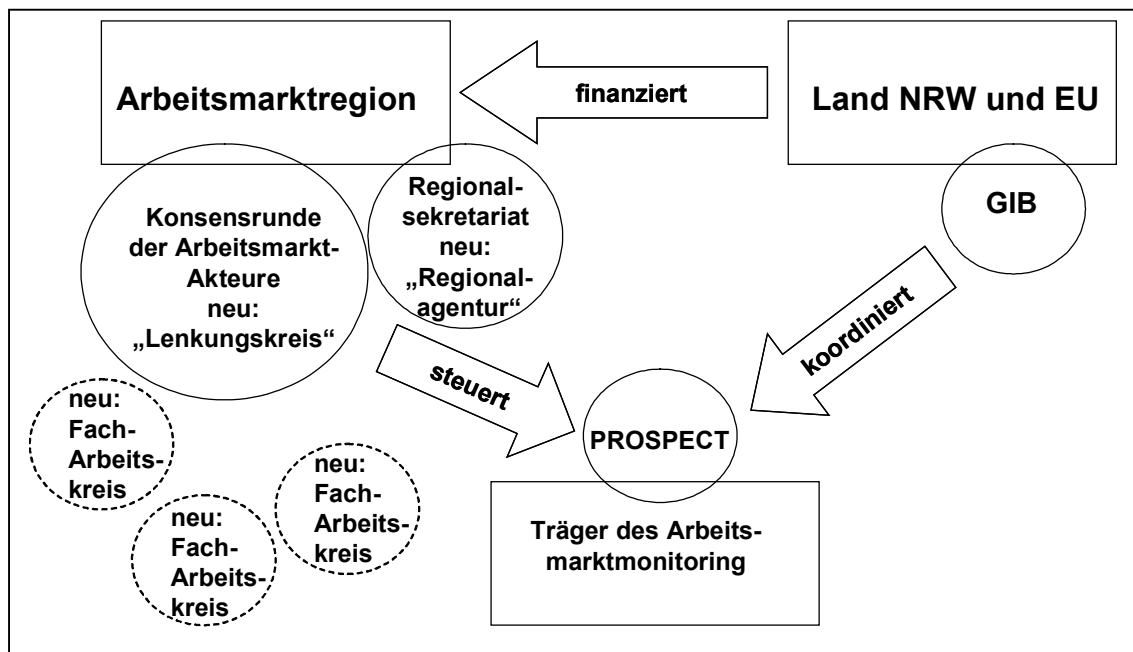 Arbeitsmarktregion
finanziert
Land NRW und EU
Konsensrunde
der Arbeitsmarkt-
Akteure
neu:
„Lenkungskreis“
Regional-
sekretariat
neu:
„Regional-
agentur“
GIB
steuert
koordiniert
PROSPECT
Träger des Arbeits-
marktmonitoring
neu:
Fach-
Arbeits-
kreis
neu:
Fach-
Arbeits-
kreis
neu:
Fach-
Arbeits-
kreis